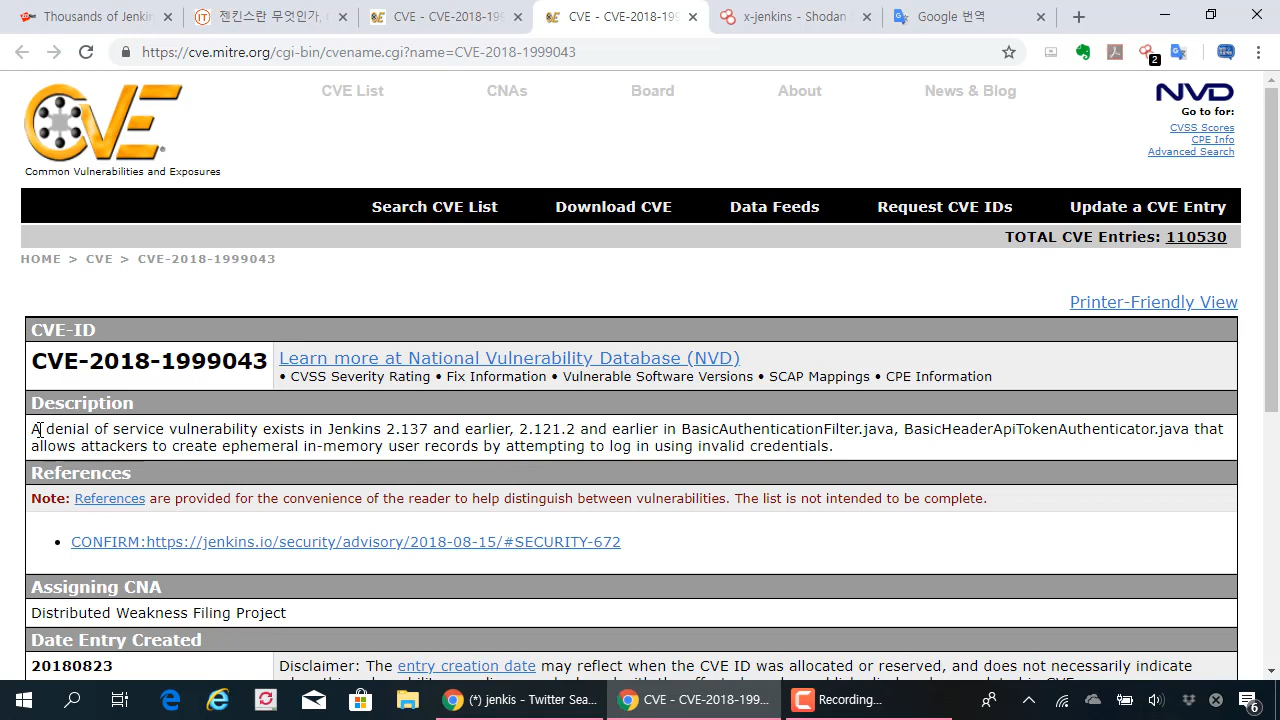 Thousands of Jenkin
젠킨스란 무엇인가,
CVE - CVE-2018-199
CVE - CVE-2018-199
x-jenkins - Shodan
Google 번역
https://cve.mitre.org/cgi-bin/cvename.cgi?name=CVE-2018-1999043
2
CVE
Common Vulnerabilities and Exposures
CVE List
CNAs
Board
About
News & Blog
NVD
Go to for:
CVSS Scores
CPE Info
Advanced Search
Search CVE List
Download CVE
Data Feeds
Request CVE IDs
Update a CVE Entry
TOTAL CVE Entries: 110530
HOME > CVE > CVE-2018-1999043
Printer-Friendly View
CVE-ID
CVE-2018-1999043
Learn more at National Vulnerability Database (NVD)
• CVSS Severity Rating • Fix Information • Vulnerable Software Versions • SCAP Mappings • CPE Information
Description
A denial of service vulnerability exists in Jenkins 2.137 and earlier, 2.121.2 and earlier in BasicAuthenticationFilter.java, BasicHeaderApiTokenAuthenticator.java that
allows attackers to create ephemeral in-memory user records by attempting to log in using invalid credentials.
References
Note: References are provided for the convenience of the reader to help distinguish between vulnerabilities. The list is not intended to be complete.
• CONFIRM:https://jenkins.io/security/advisory/2018-08-15/#SECURITY-672
Assigning CNA
Distributed Weakness Filing Project
Date Entry Created
20180823
Disclaimer: The entry creation date may reflect when the CVE ID was allocated or reserved, and does not necessarily indicate
(*) jenkis - Twitter Sea...
CVE - CVE-2018-199...
Recording...
6